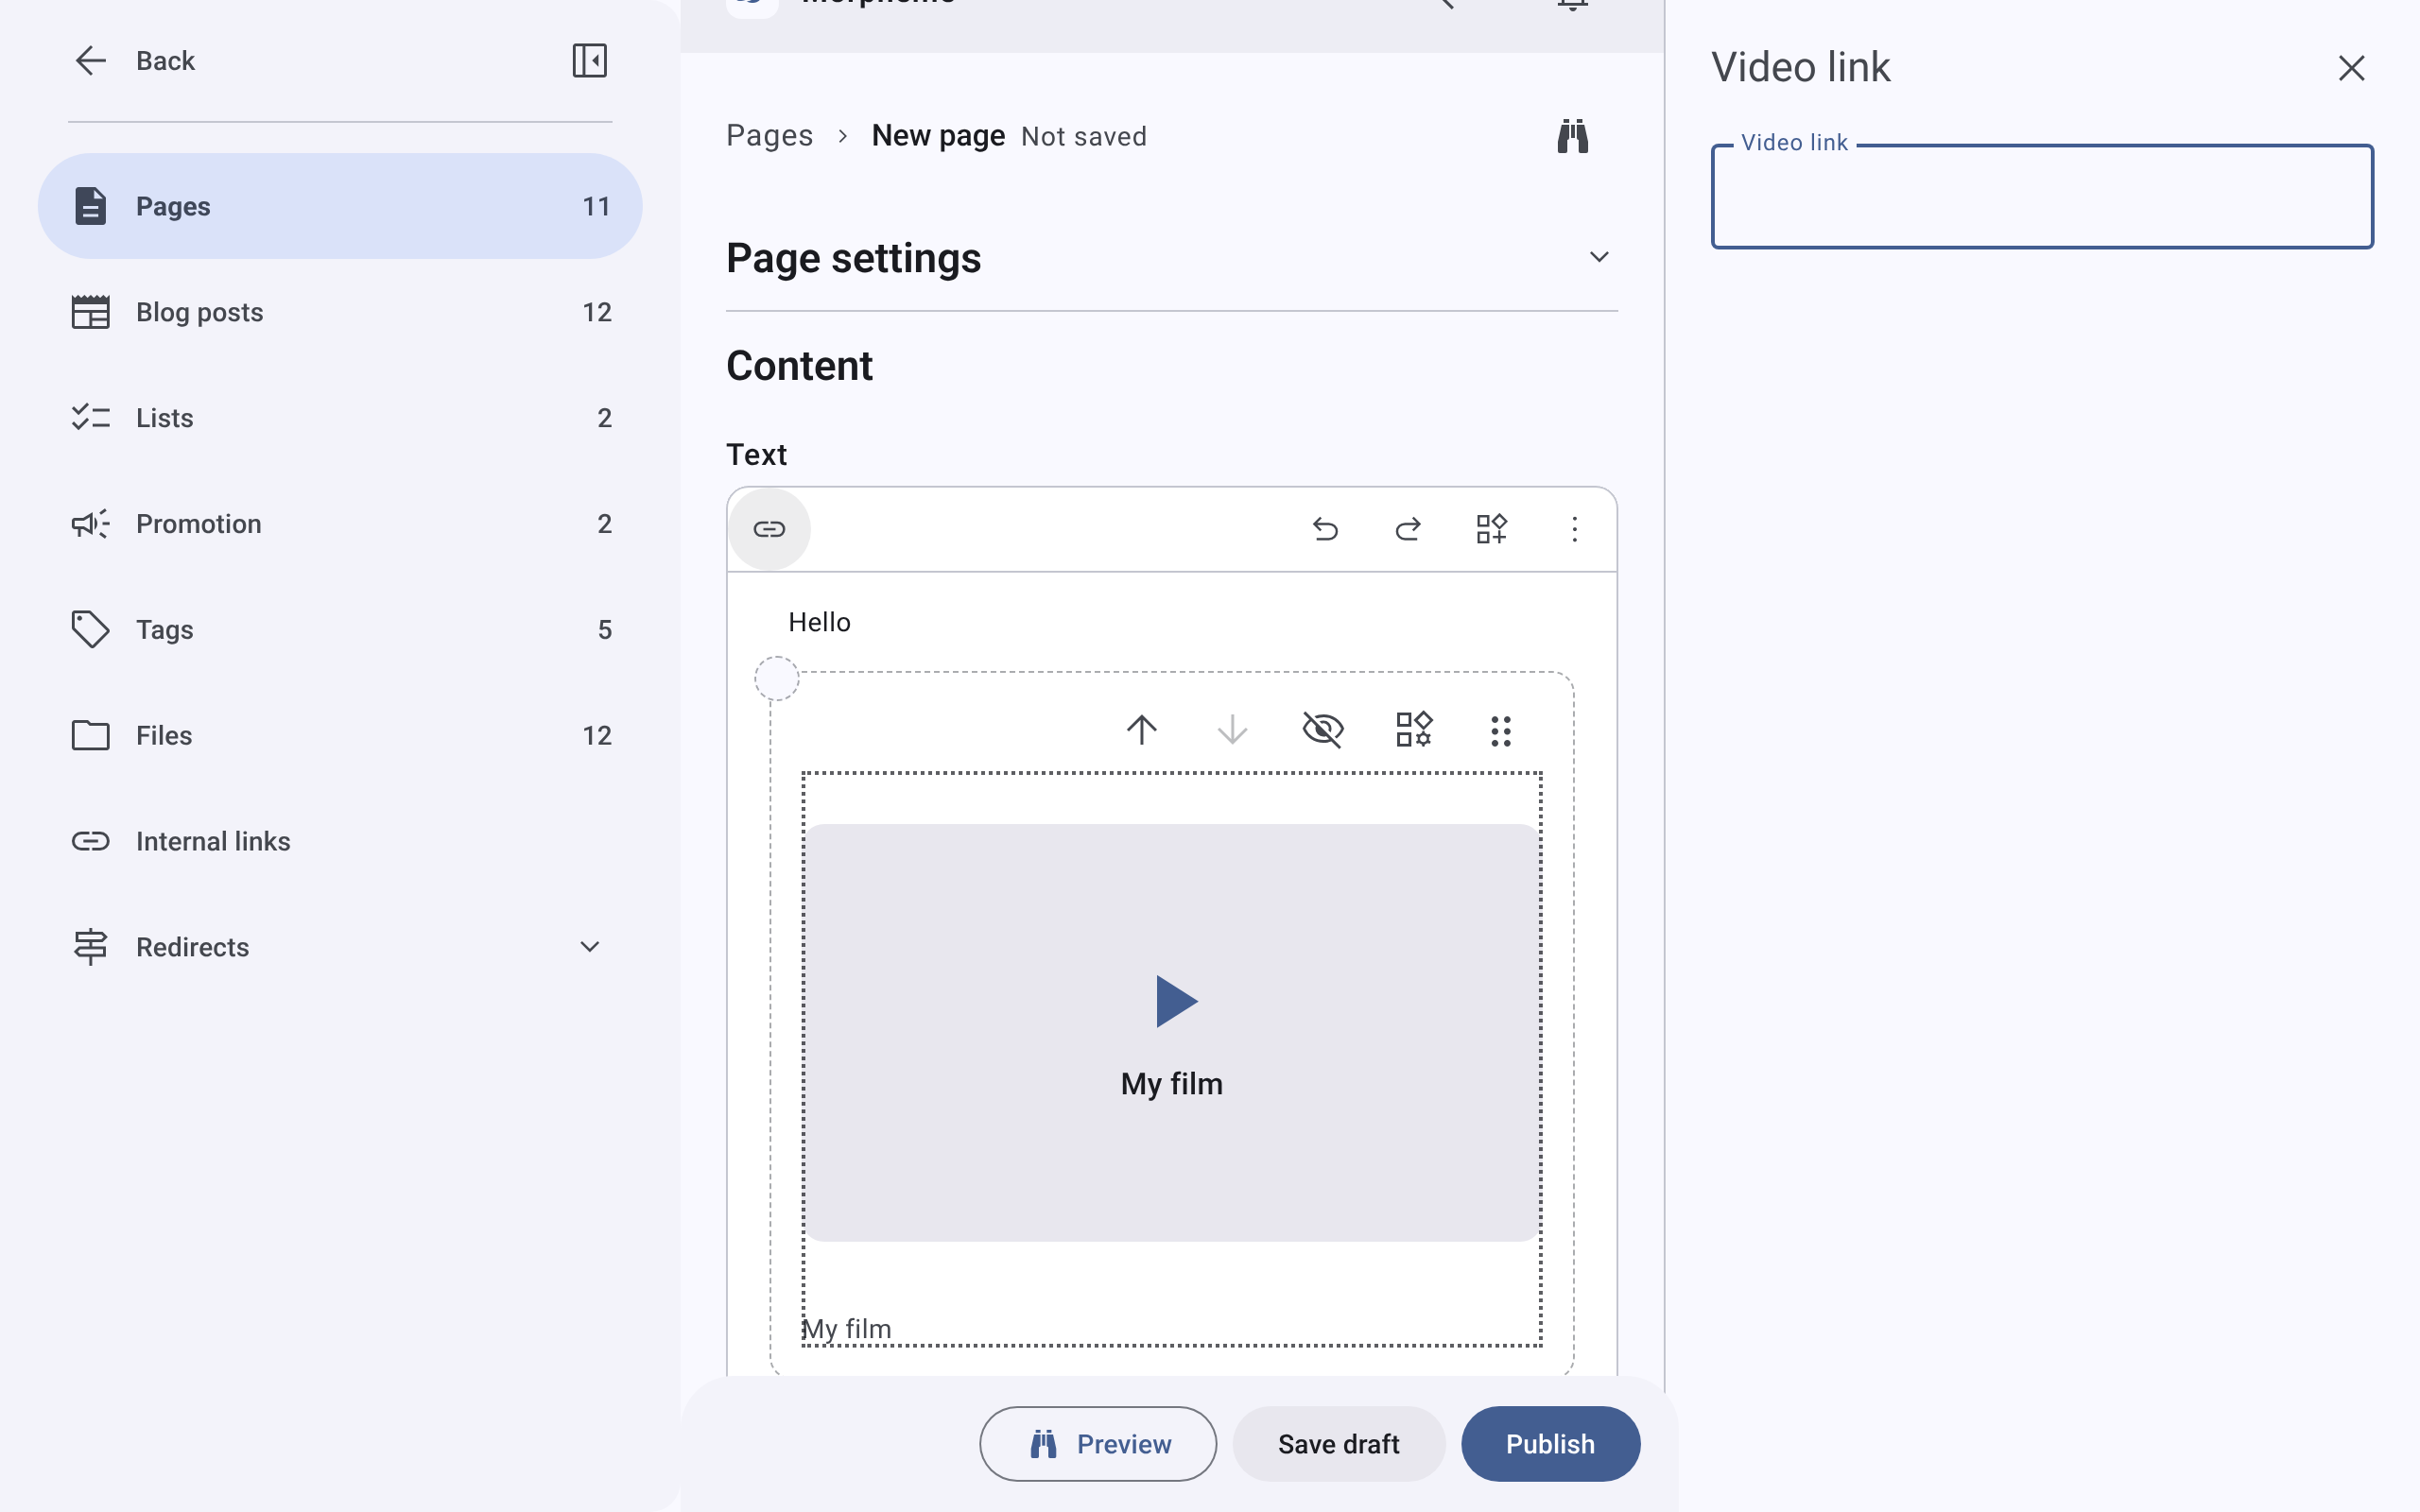 Back
Pages 11
Blog posts 12
Lists 2
Promotion 2
Tags 5
Files 12
Internal links
Redirects
Pages › New page Not saved
Page settings
Content
Text
Hello
My film
My film
Preview
Save draft
Publish
Video link
Video link